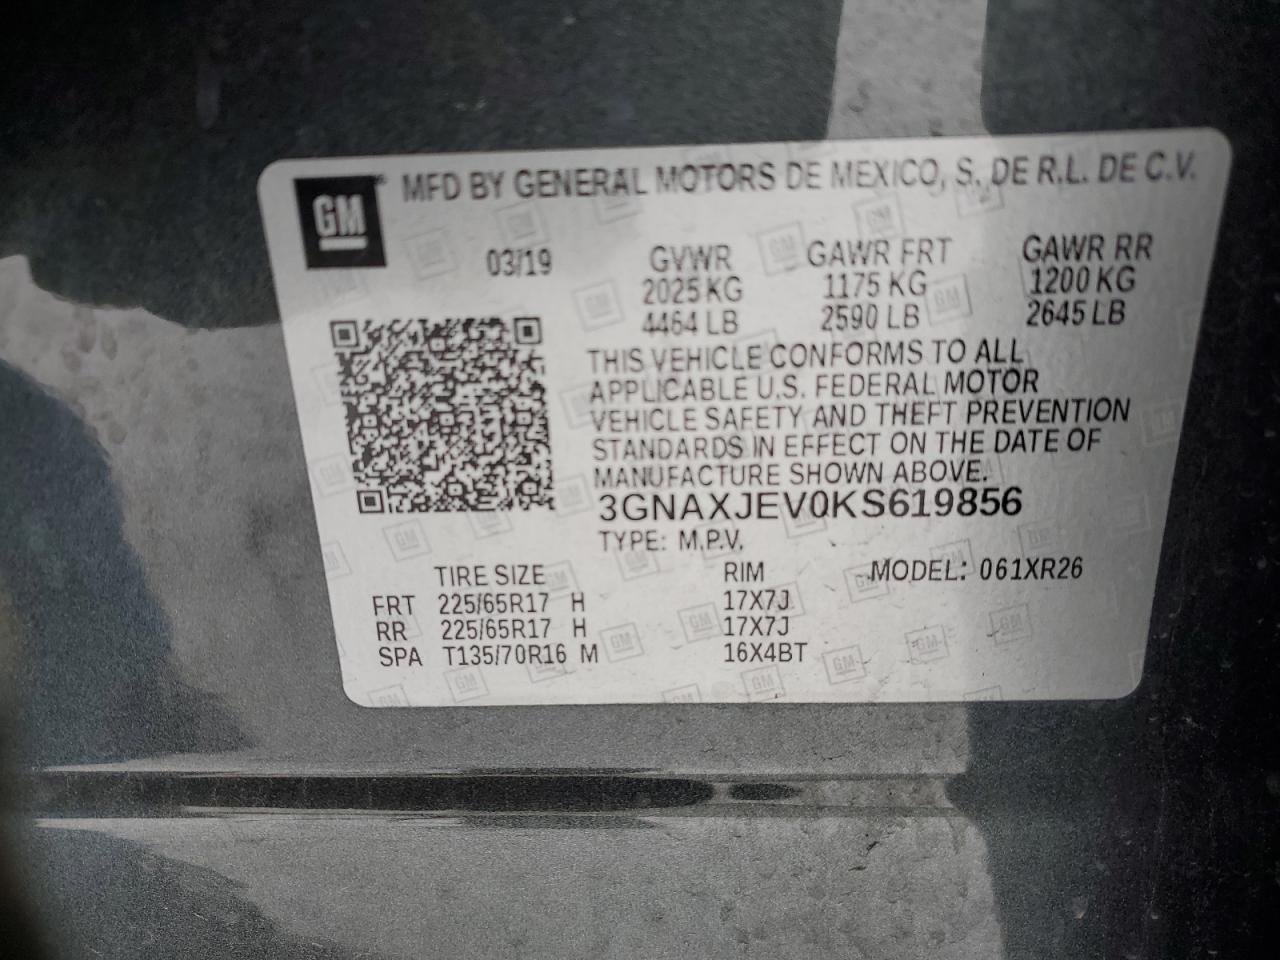 GM
MFD BY GENERAL MOTORS DE MEXICO, S. DE R.L. DE C.V.
03/19 GVWR GAWR FRT GAWR RR
2025 KG 1175 KG 1200 KG
4464 LB 2590 LB 2645 LB
THIS VEHICLE CONFORMS TO ALL
APPLICABLE U.S. FEDERAL MOTOR
VEHICLE SAFETY AND THEFT PREVENTION
STANDARDS IN EFFECT ON THE DATE OF
MANUFACTURE SHOWN ABOVE.
3GNAXJEV0KS619856
TYPE: M.P.V.
TIRE SIZE RIM MODEL: 061XR26
FRT 225/65R17 H 17X7J
RR 225/65R17 H 17X7J
SPA T135/70R16 M 16X4BT